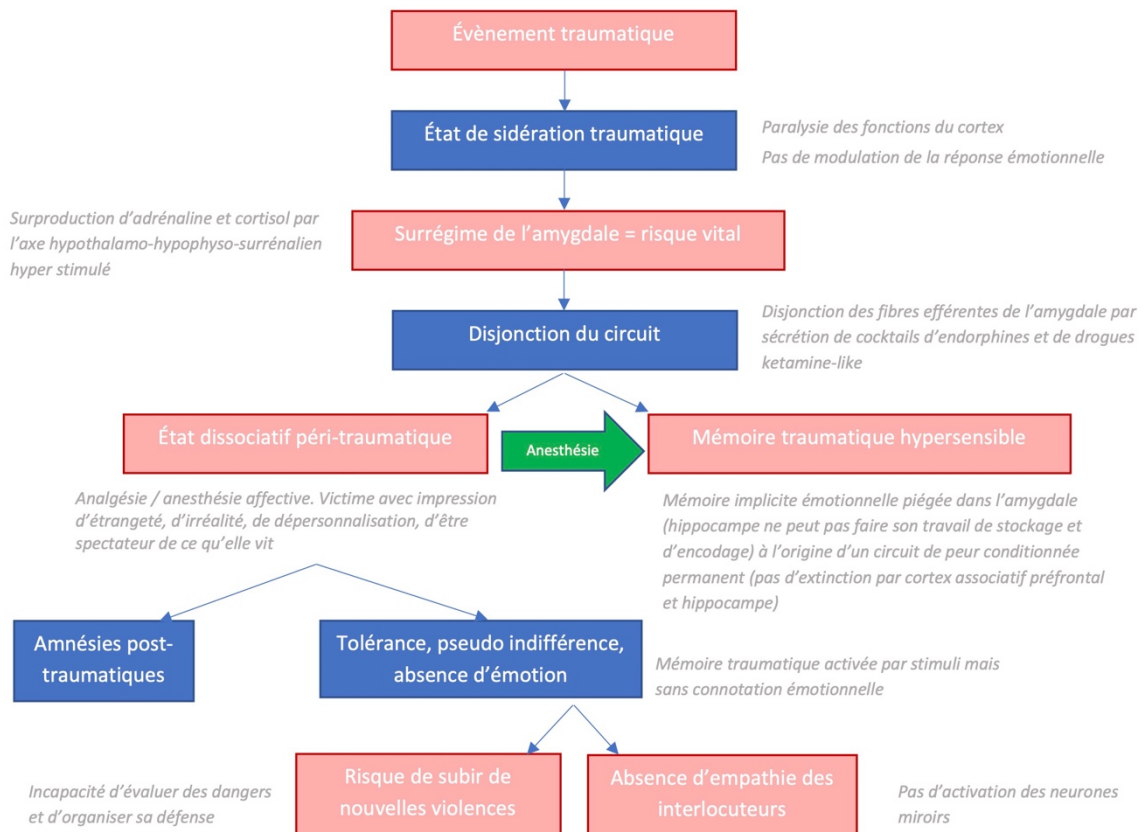 Évènement traumatique
État de sidération traumatique
Paralysie des fonctions du cortex
Pas de modulation de la réponse émotionnelle
Surproduction d’adrénaline et cortisol par
l’axe hypothalamo-hypophyso-surrénalien
hyper stimulé
Surrégime de l’amygdale = risque vital
Disjonction du circuit
Disjonction des fibres efférentes de l’amygdale par
sécrétion de cocktails d’endorphines et de drogues
ketamine-like
État dissociatif péri-traumatique
Anesthésie
Mémoire traumatique hypersensible
Analgésie / anesthésie affective. Victime avec impression
d’étrangeté, d’irréalité, de dépersonnalisation, d’être
spectateur de ce qu’elle vit
Mémoire implicite émotionnelle piégée dans l’amygdale
(hippocampe ne peut pas faire son travail de stockage et
d’encodage) à l’origine d’un circuit de peur conditionnée
permanent (pas d’extinction par cortex associatif préfrontal
et hippocampe)
Amnésies post-
traumatiques
Tolérance, pseudo indifférence,
absence d’émotion
Mémoire traumatique activée par stimuli mais
sans connotation émotionnelle
Incapacité d’évaluer des dangers
et d’organiser sa défense
Risque de subir de
nouvelles violences
Absence d’empathie des
interlocuteurs
Pas d’activation des neurones
miroirs